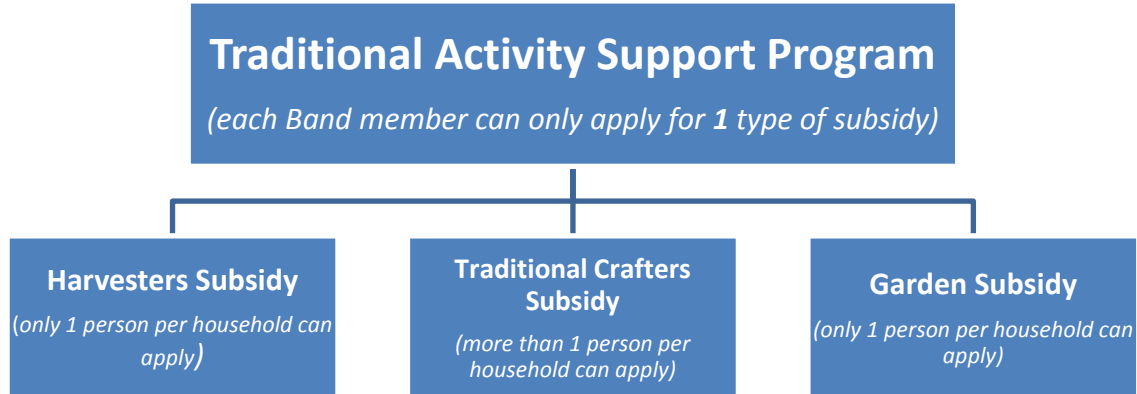 Traditional Activity Support Program
(each Band member can only apply for 1 type of subsidy)
Harvesters Subsidy
(only 1 person per household can
apply)
Traditional Crafters
Subsidy
(more than 1 person per
household can apply)
Garden Subsidy
(only 1 person per household can
apply)